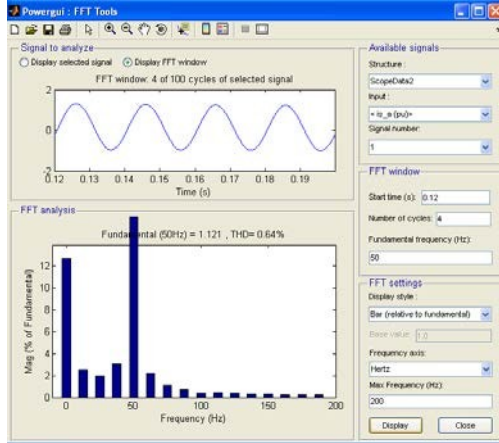 Powergui : FFT Tools
Signal to analyze
Display selected signal
Display FFT window
FFT window: 4 of 100 cycles of selected signal
2
0
-2
0.12 0.13 0.14 0.15 0.16 0.17 0.18 0.19
Time (s)
FFT analysis
Fundamental (50Hz) = 1.121 , THD= 0.64%
Mag (% of Fundamental)
12
10
8
6
4
2
0
0 50 100 150 200
Frequency (Hz)
Available signals
Structure :
ScopeData2
Input :
< is_a (pu)>
Signal number:
1
FFT window
Start time (s): 0.12
Number of cycles: 4
Fundamental frequency (Hz):
50
FFT settings
Display style :
Bar (relative to fundamental)
Base value: 1.0
Frequency axis:
Hertz
Max Frequency (Hz):
200
Display
Close